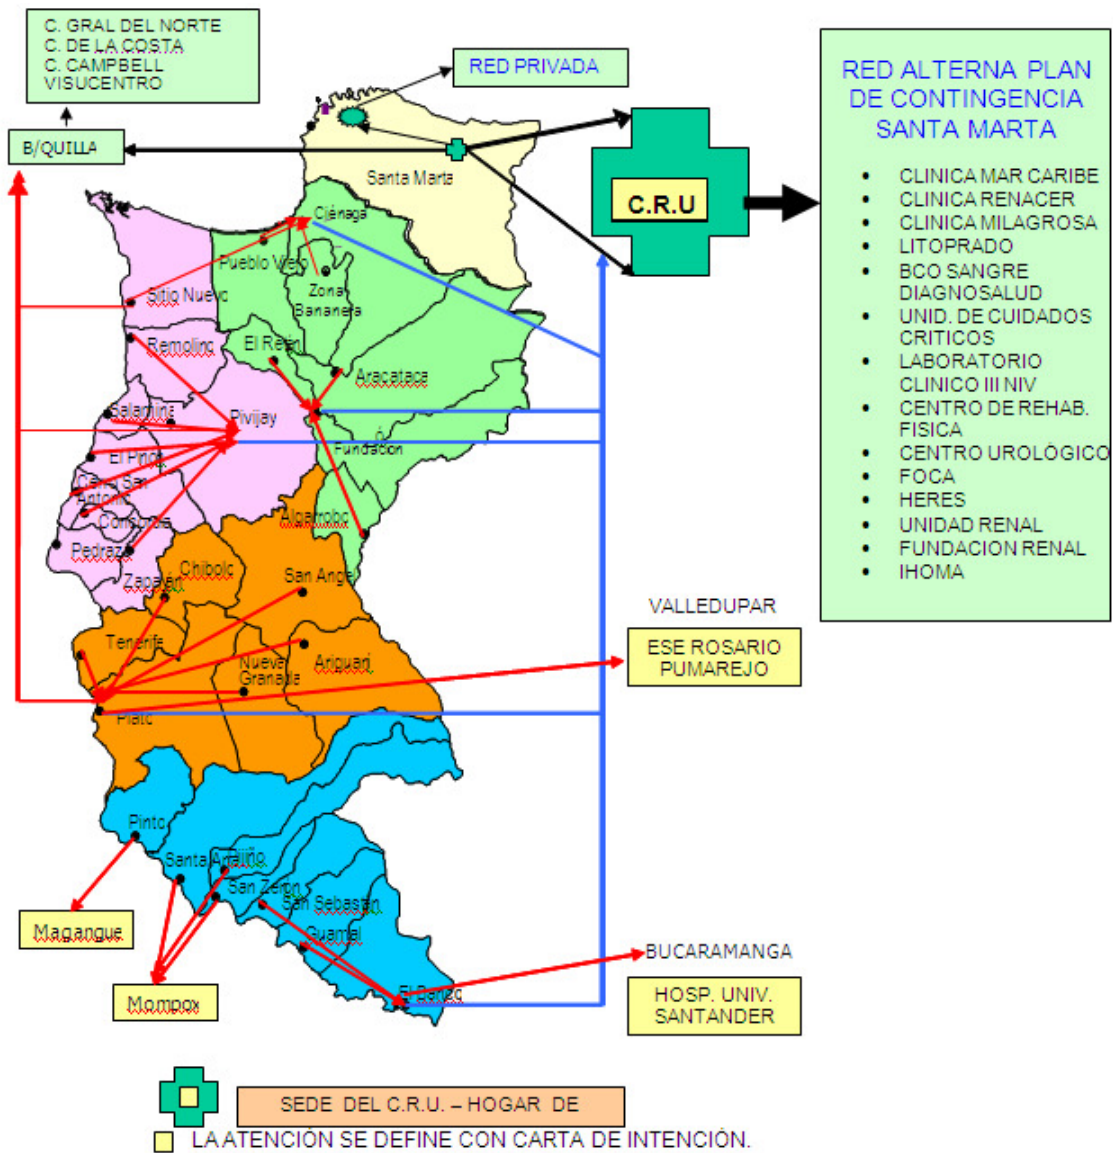 C. GRAL DEL NORTE
C. DE LA COSTA
C. CAMPBELL
VISUCENTRO
B/QUILLA
RED PRIVADA
Santa Marta
C.R.U
RED ALTERNA PLAN
DE CONTINGENCIA
SANTA MARTA
• CLINICA MAR CARIBE
• CLINICA RENACER
• CLINICA MILAGROSA
• LITOPRADO
• BCO SANGRE
DIAGNOSALUD
• UNID. DE CUIDADOS
CRITICOS
• LABORATORIO
CLINICO III NIV
• CENTRO DE REHAB.
FISICA
• CENTRO UROLÓGICO
• FOCA
• HERES
• UNIDAD RENAL
• FUNDACION RENAL
• IHOMA
Ciénaga
Pueblo Viejo
Zona
Bananera
Sitio Nuevo
Remolino
El Retén
Aracataca
Salamina
Pivijay
Fundación
El Piñon
Cerro San
Antonio
Concordia
Algarrobo
Pedraza
Zapayán
Chibolo
San Angel
Tenerife
Nueva
Granada
Ariguaní
Plato
VALLEDUPAR
ESE ROSARIO
PUMAREJO
Pinto
Santa Ana
Pijiño
San Zenón
San Sebastán
Guamal
El Banco
Magangue
Mompox
BUCARAMANGA
HOSP. UNIV.
SANTANDER
SEDE DEL C.R.U. – HOGAR DE
LA ATENCIÓN SE DEFINE CON CARTA DE INTENCIÓN.